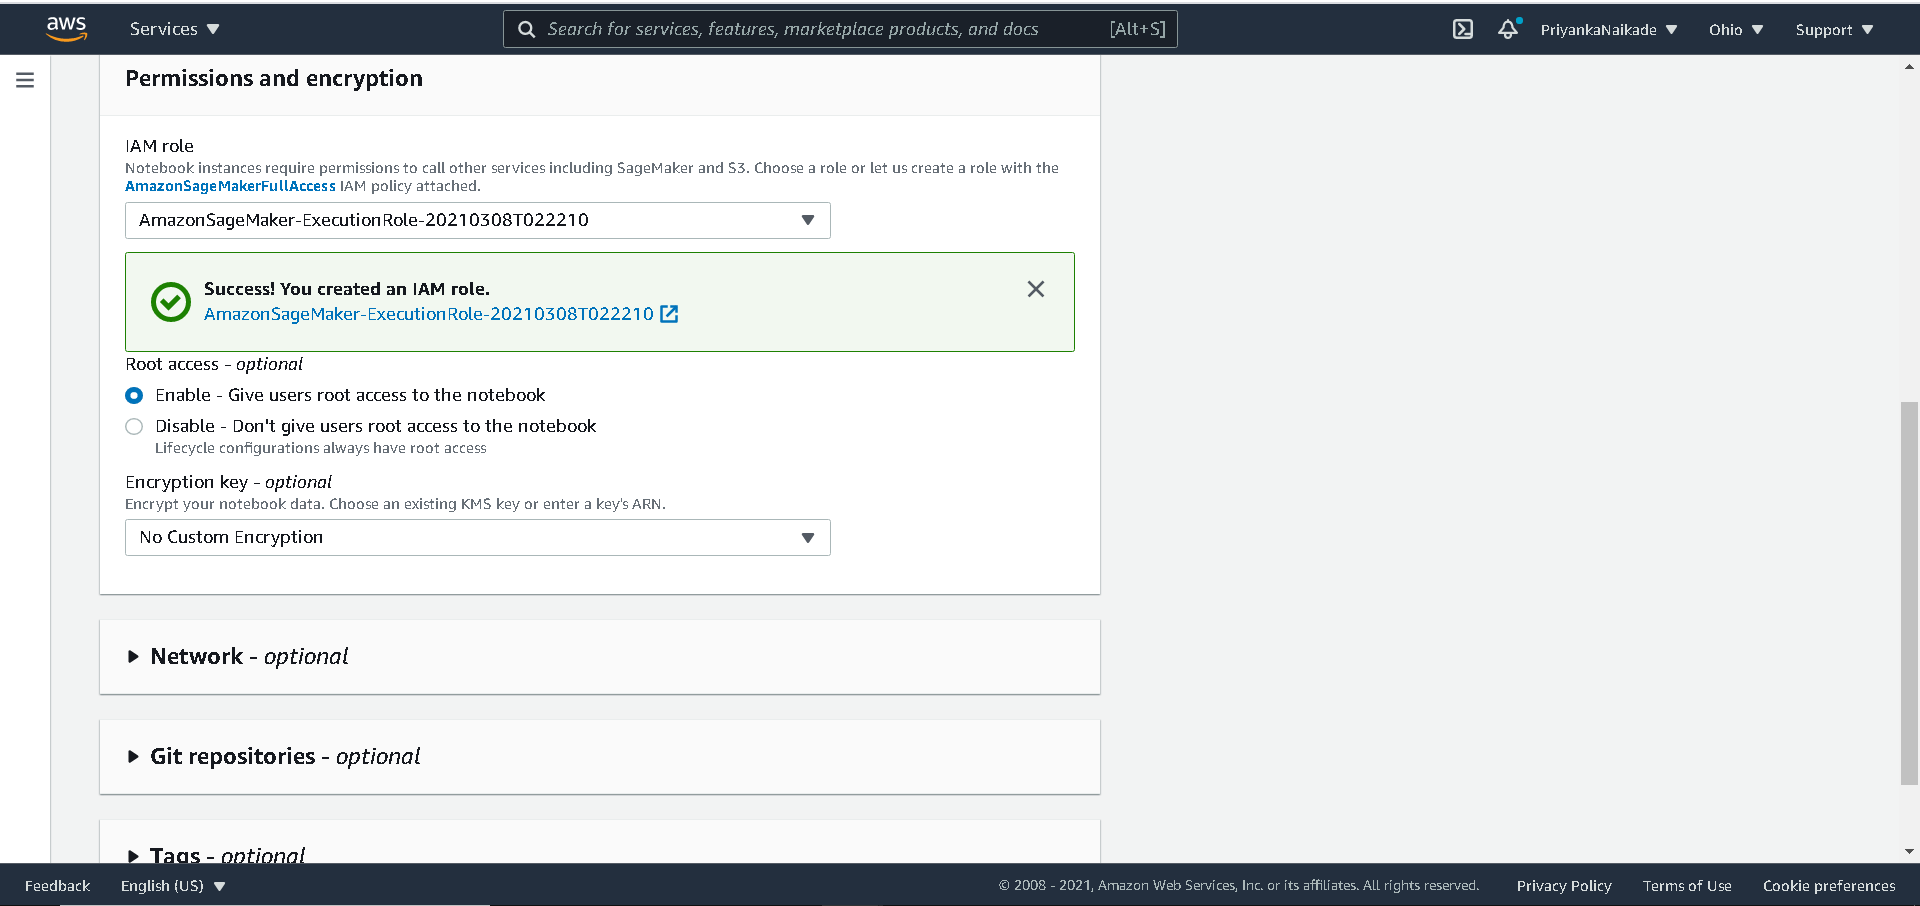 aws
Services
Search for services, features, marketplace products, and docs
[Alt+S]
PriyankaNaikade
Ohio
Support
Permissions and encryption
IAM role
Notebook instances require permissions to call other services including SageMaker and S3. Choose a role or let us create a role with the
AmazonSageMakerFullAccess IAM policy attached.
AmazonSageMaker-ExecutionRole-20210308T022210
Success! You created an IAM role.
AmazonSageMaker-ExecutionRole-20210308T022210
Root access - optional
Enable - Give users root access to the notebook
Disable - Don't give users root access to the notebook
Lifecycle configurations always have root access
Encryption key - optional
Encrypt your notebook data. Choose an existing KMS key or enter a key's ARN.
No Custom Encryption
Network - optional
Git repositories - optional
Tags - optional
Feedback
English (US)
© 2008 - 2021, Amazon Web Services, Inc. or its affiliates. All rights reserved.
Privacy Policy
Terms of Use
Cookie preferences